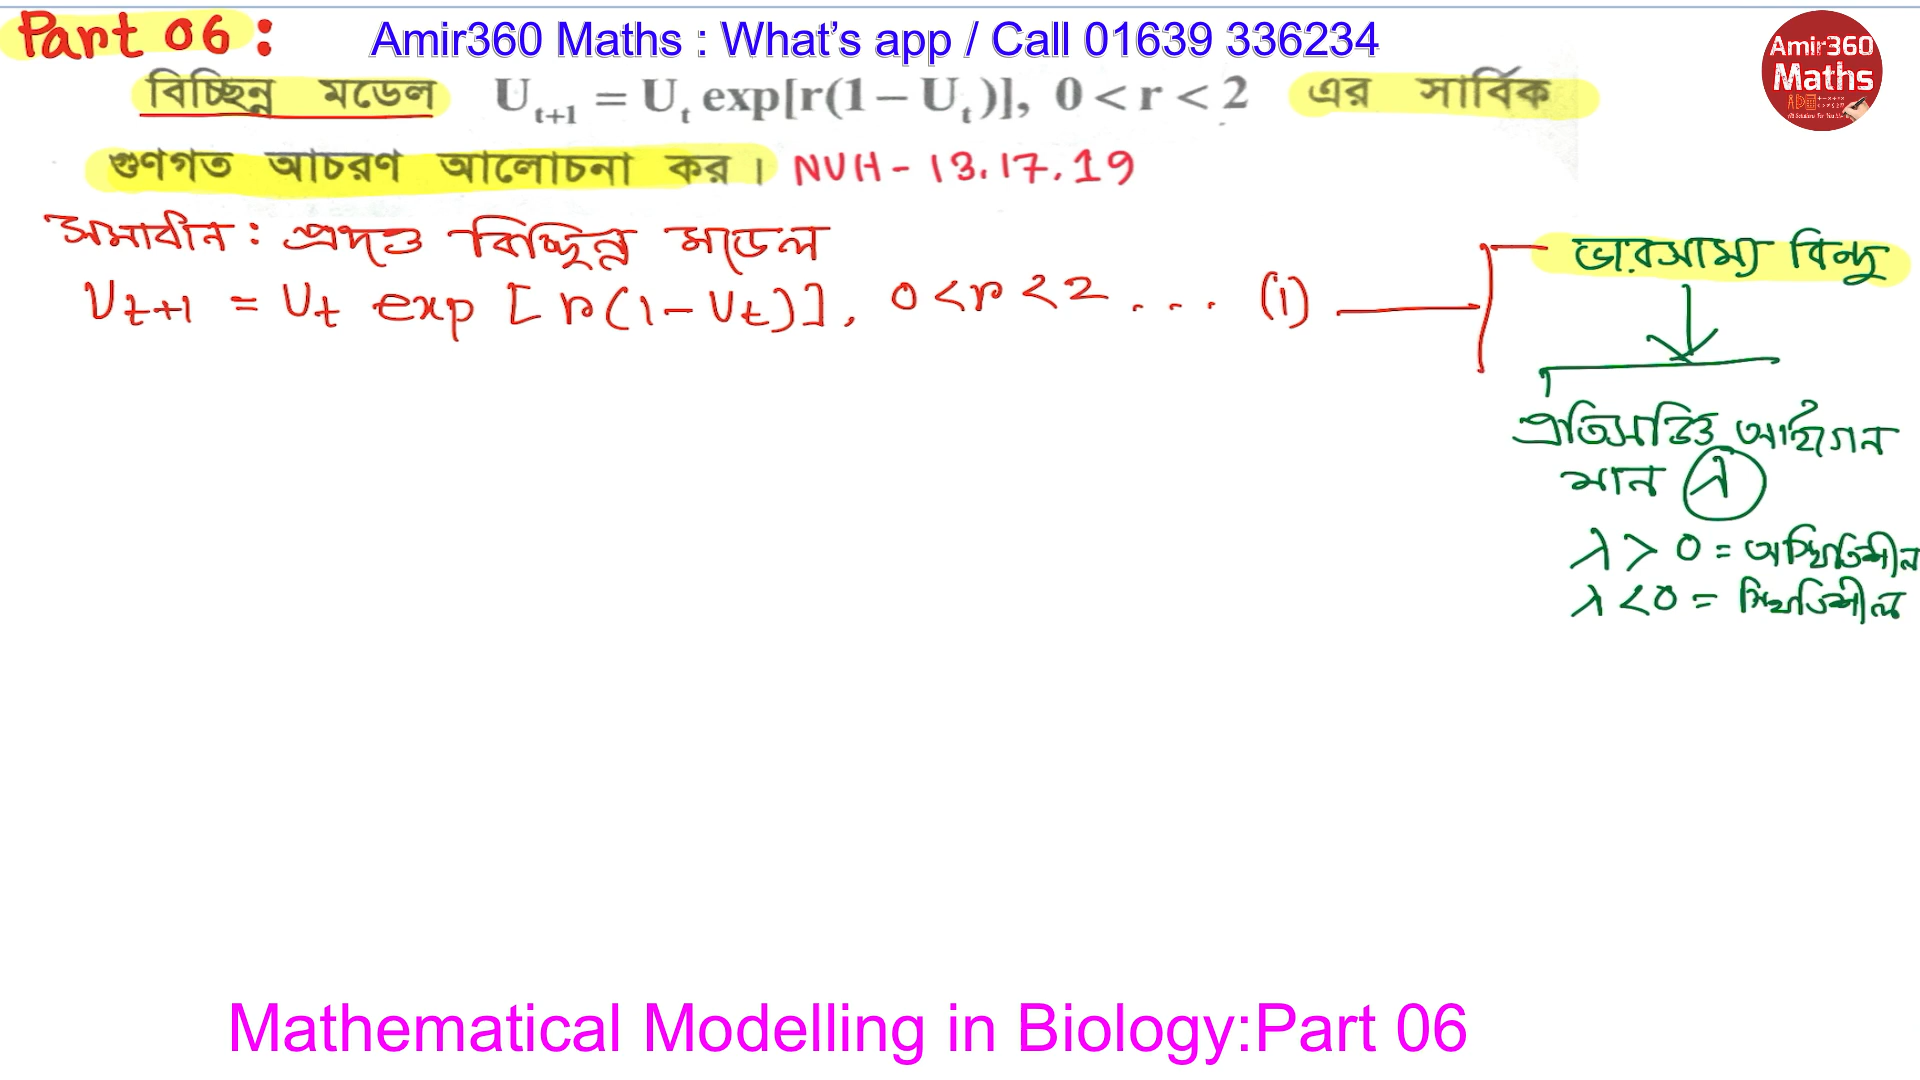 Part 06 :
Amir360 Maths : What's app / Call 01639 336234
Amir360
Maths
বিচ্ছিন্ন মডেল U_{t+1} = U_t exp[r(1 – U_t)], 0 < r < 2 এর সার্বিক
গুণগত আচরণ আলোচনা কর। NUH - 13.17.19
সমাধান : প্রদত্ত বিচ্ছিন্ন মডেল
U_{t+1} = U_t exp [r(1 – U_t)], 0 < r < 2 ... (1)
ভারসাম্য বিন্দু
আইগেন
মান λ
λ > 0 = অস্থিতিশীল
λ < 0 = স্থিতিশীল
Mathematical Modelling in Biology:Part 06